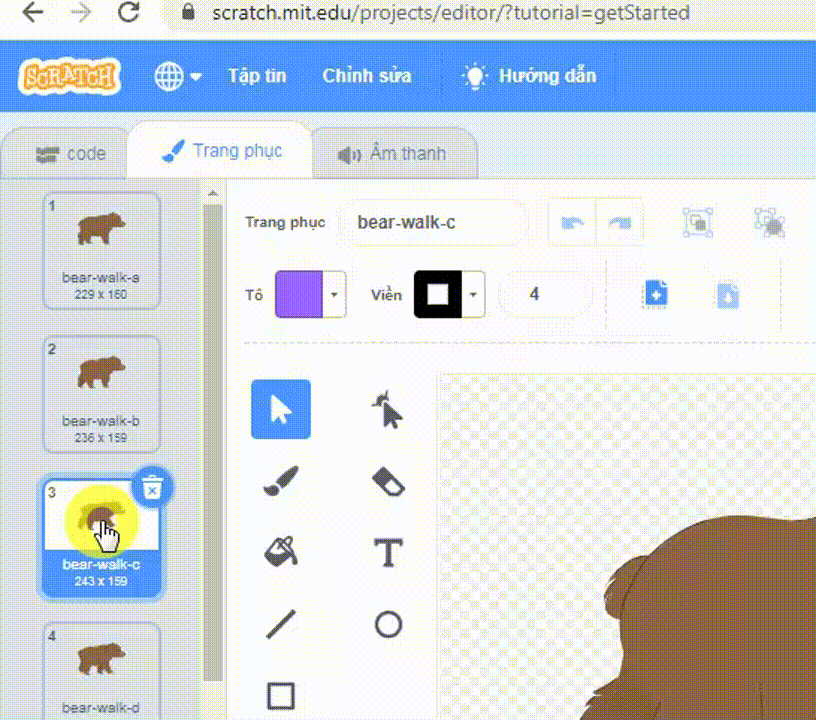 scratch.mit.edu/projects/editor/?tutorial=getStarted
SCRATCH
Tập tin
Chỉnh sửa
Hướng dẫn
code
Trang phục
Âm thanh
1
bear-walk-a
229 x 160
2
bear-walk-b
236 x 159
3
bear-walk-c
243 x 159
4
bear-walk-d
Trang phục
bear-walk-c
Tô
Viền
4
T